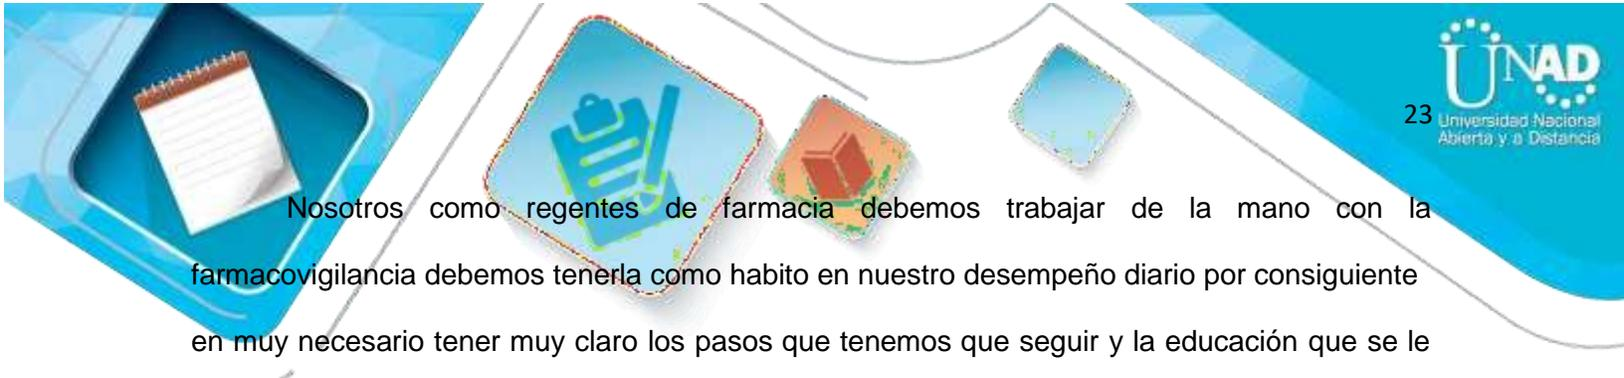 UNAD
23
Universidad Nacional
Abierta y a Distancia
Nosotros como regentes de farmacia debemos trabajar de la mano con la
farmacovigilancia debemos tenerla como habito en nuestro desempeño diario por consiguiente
en muy necesario tener muy claro los pasos que tenemos que seguir y la educación que se le